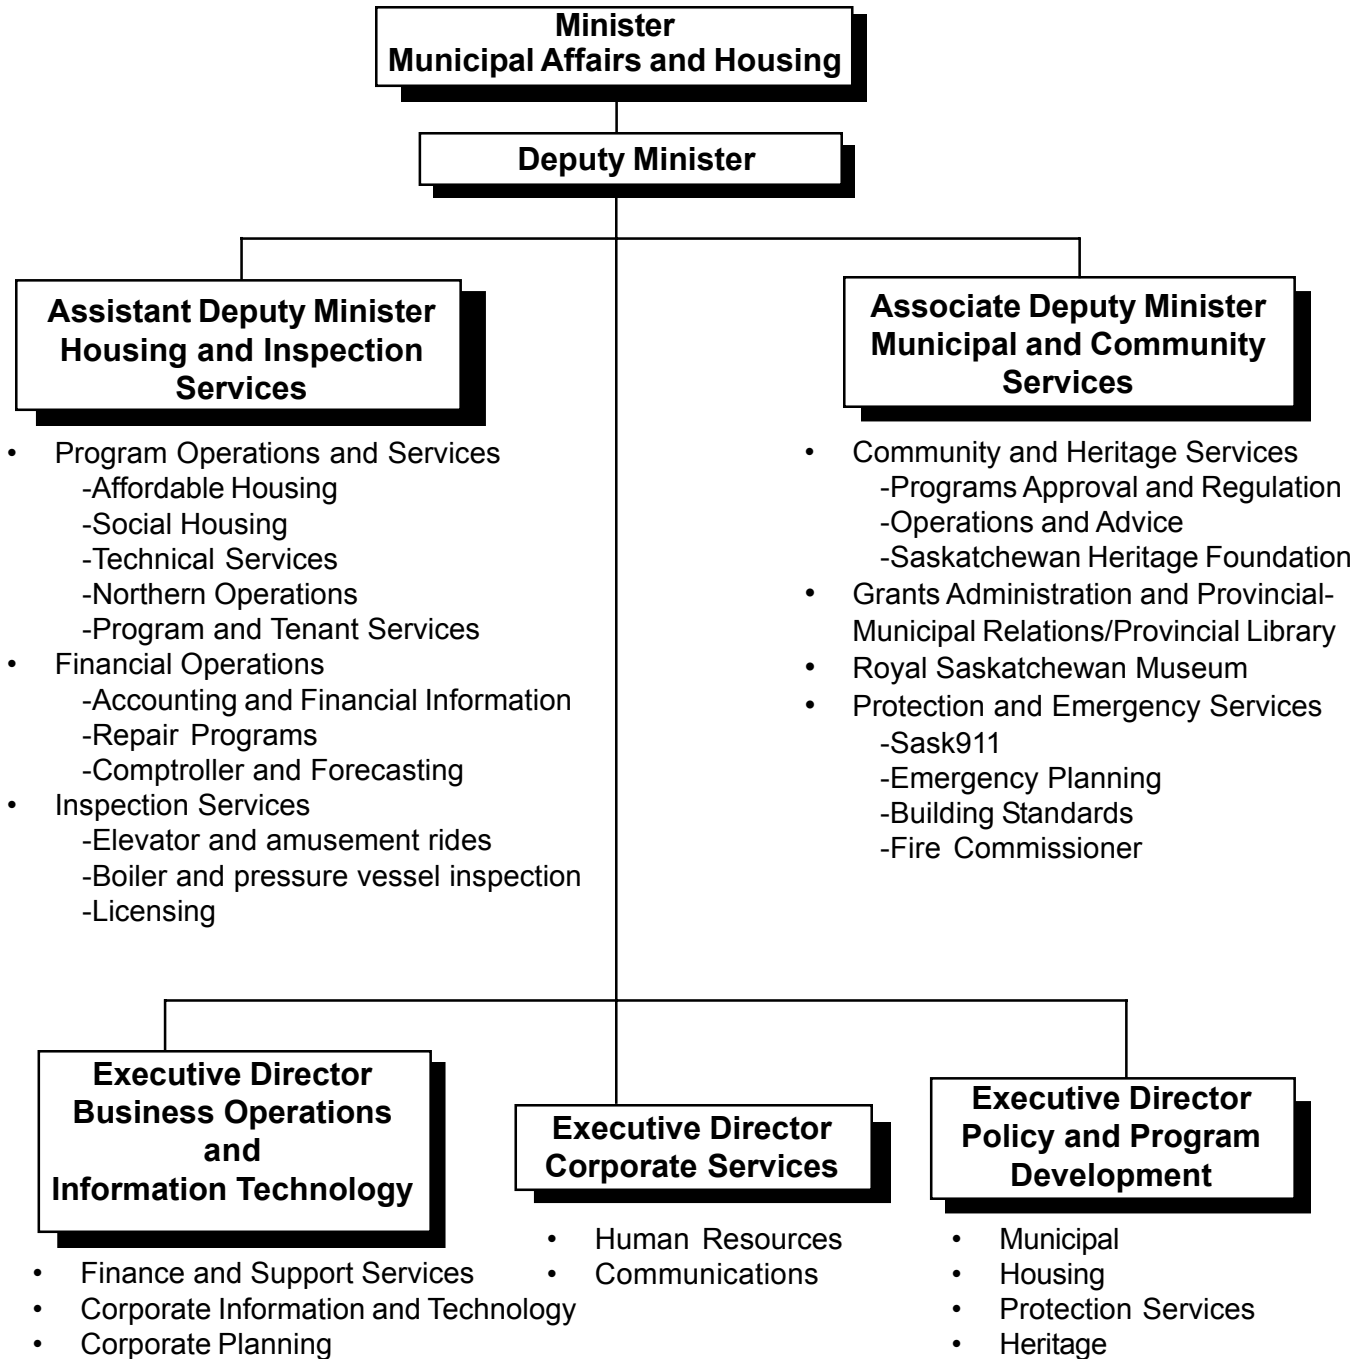 Minister
Municipal Affairs and Housing
Deputy Minister
Assistant Deputy Minister
Housing and Inspection
Services
• Program Operations and Services
-Affordable Housing
-Social Housing
-Technical Services
-Northern Operations
-Program and Tenant Services
• Financial Operations
-Accounting and Financial Information
-Repair Programs
-Comptroller and Forecasting
• Inspection Services
-Elevator and amusement rides
-Boiler and pressure vessel inspection
-Licensing
Associate Deputy Minister
Municipal and Community
Services
• Community and Heritage Services
-Programs Approval and Regulation
-Operations and Advice
-Saskatchewan Heritage Foundation
• Grants Administration and Provincial-
Municipal Relations/Provincial Library
• Royal Saskatchewan Museum
• Protection and Emergency Services
-Sask911
-Emergency Planning
-Building Standards
-Fire Commissioner
Executive Director
Business Operations
and
Information Technology
• Finance and Support Services
• Corporate Information and Technology
• Corporate Planning
Executive Director
Corporate Services
• Human Resources
• Communications
Executive Director
Policy and Program
Development
• Municipal
• Housing
• Protection Services
• Heritage